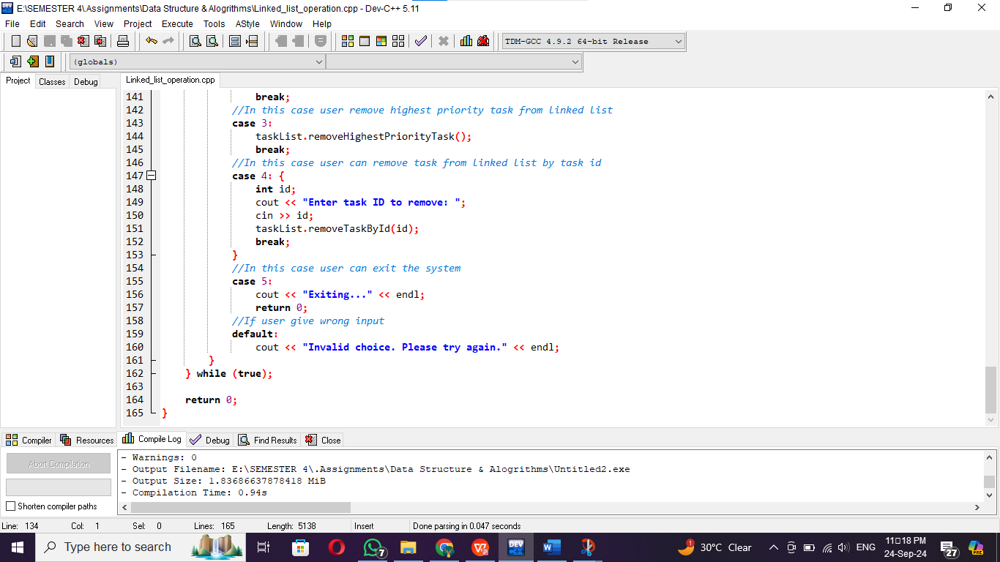 E:\SEMESTER 4\.Assignments\Data Structure & Alogrithms\Linked_list_operation.cpp - Dev-C++ 5.11
File Edit Search View Project Execute Tools AStyle Window Help
TDM-GCC 4.9.2 64-bit Release
(globals)
Project Classes Debug
Linked_list_operation.cpp
141 break;
142 //In this case user remove highest priority task from linked list
143 case 3:
144 taskList.removeHighestPriorityTask();
145 break;
146 //In this case user can remove task from linked list by task id
147 case 4: {
148 int id;
149 cout << "Enter task ID to remove: ";
150 cin >> id;
151 taskList.removeTaskById(id);
152 break;
153 }
154 //In this case user can exit the system
155 case 5:
156 cout << "Exiting..." << endl;
157 return 0;
158 //If user give wrong input
159 default:
160 cout << "Invalid choice. Please try again." << endl;
161 }
162 } while (true);
163
164 return 0;
165 }
Compiler Resources Compile Log Debug Find Results Close
Abort Compilation
Shorten compiler paths
- Warnings: 0
- Output Filename: E:\SEMESTER 4\.Assignments\Data Structure & Alogrithms\Untitled2.exe
- Output Size: 1.83686637878418 MiB
- Compilation Time: 0.94s
Line: 134 Col: 1 Sel: 0 Lines: 165 Length: 5138 Insert Done parsing in 0.047 seconds
Type here to search
7
DEV
W
1
30°C Clear
ENG
11□18 PM
24-Sep-24
27
PRE